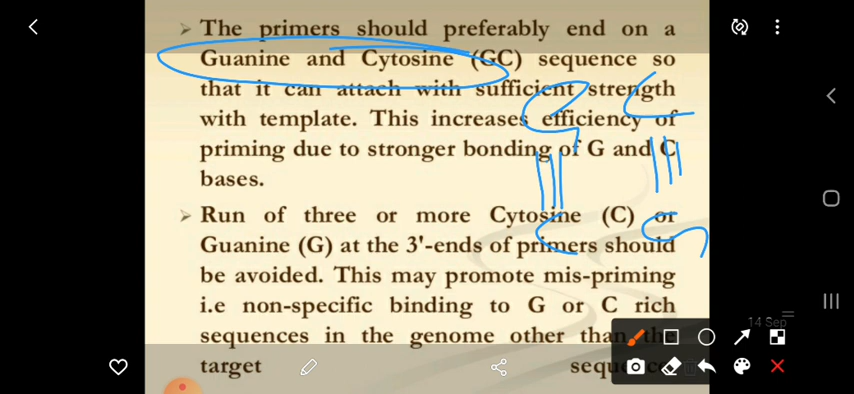 ➢ The primers should preferably end on a
Guanine and Cytosine (GC) sequence so
that it can attach with sufficient strength
with template. This increases efficiency of
priming due to stronger bonding of G and C
bases.
➢ Run of three or more Cytosine (C) or
Guanine (G) at the 3'-ends of primers should
be avoided. This may promote mis-priming
i.e non-specific binding to G or C rich
sequences in the genome other than the
target
14 Sep